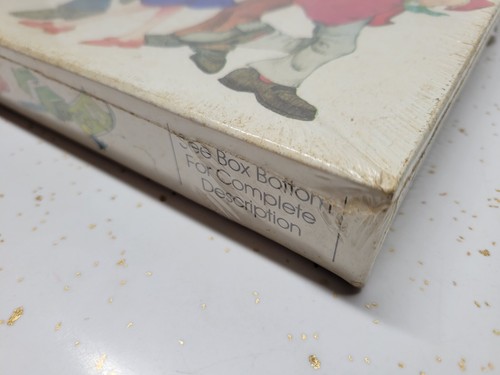 See Box Bottom
For Complete
Description